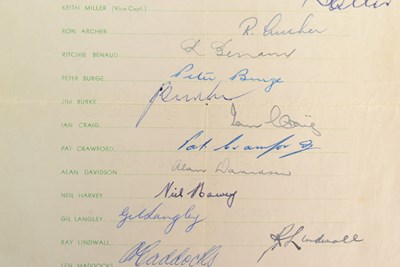 KEITH MILLER (Vice Capt.)
RON ARCHER R. Archer
RITCHIE BENAUD R Benaud
PETER BURGE Peter Burge
JIM BURKE
IAN CRAIG Ian Craig
PAT CRAWFORD Pat Crawford
ALAN DAVIDSON Alan Davidson
NEIL HARVEY Neil Harvey
GIL LANGLEY Gil Langley
RAY LINDWALL R Lindwall
LEN MADDOCKS Maddocks